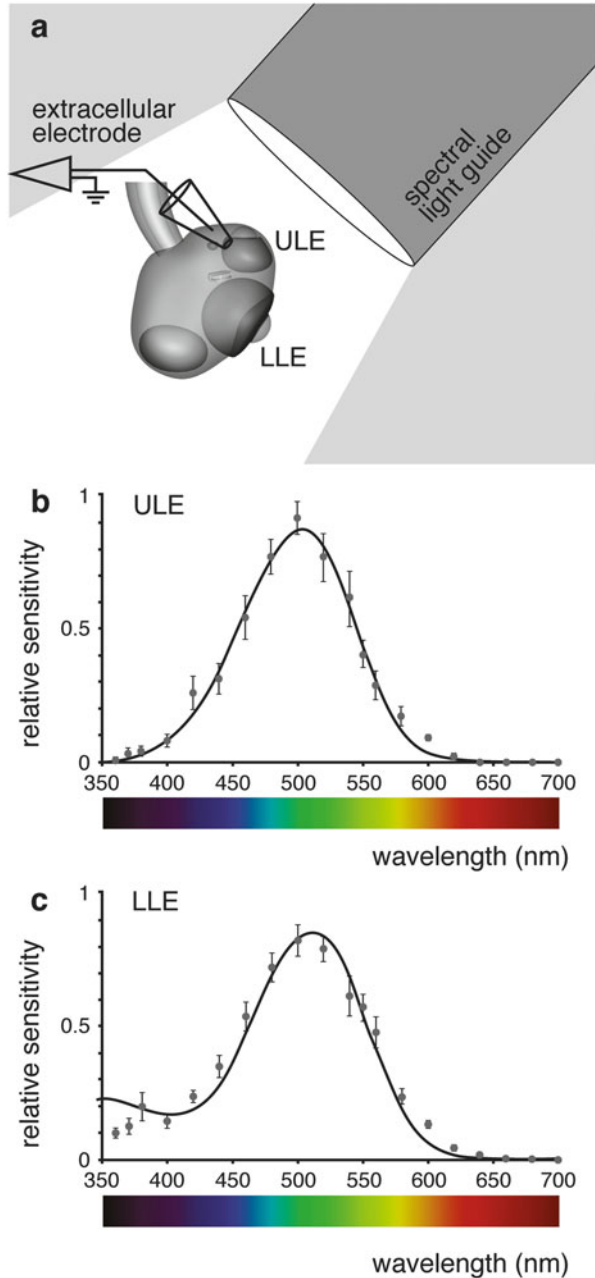 a
extracellular
electrode
spectral
light guide
ULE
LLE
b
ULE
1
0.5
0
relative sensitivity
350 400 450 500 550 600 650 700
wavelength (nm)
c
LLE
1
0.5
0
relative sensitivity
350 400 450 500 550 600 650 700
wavelength (nm)